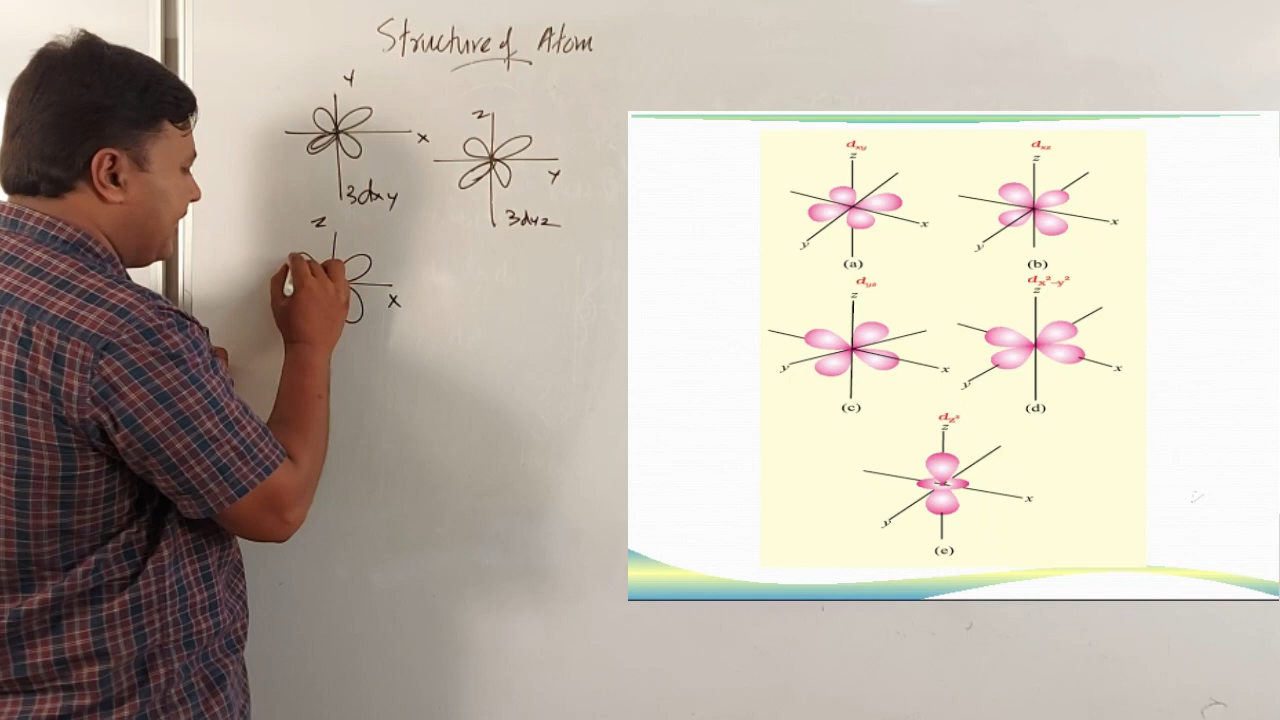 Structure of Atom
Y
X
3dxy
Z
Y
3dyz
Z
X
dxy
z
x
y
(a)
dxz
z
x
y
(b)
dyz
z
x
y
(c)
dx²–y²
z
x
y
(d)
dz²
z
x
y
(e)